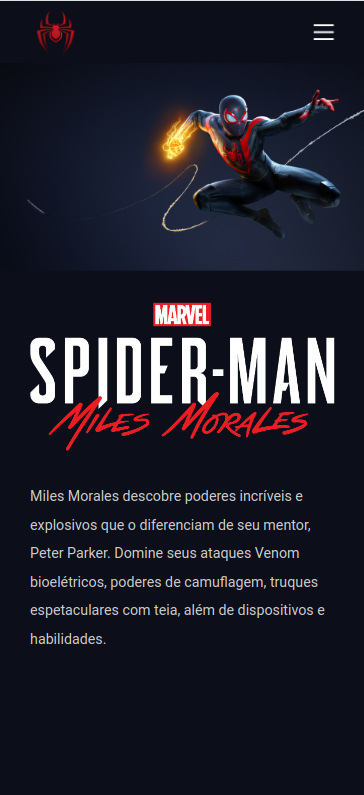 MARVEL
SPIDER-MAN
MILES MORALES
Miles Morales descobre poderes incríveis e
explosivos que o diferenciam de seu mentor,
Peter Parker. Domine seus ataques Venom
bioelétricos, poderes de camuflagem, truques
espetaculares com teia, além de dispositivos e
habilidades.